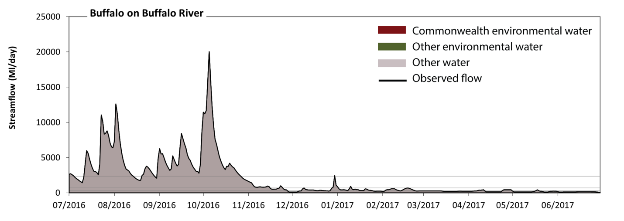 Buffalo on Buffalo River
Streamflow (Ml/day)
25000
20000
15000
10000
5000
0
Commonwealth environmental water
Other environmental water
Other water
Observed flow
07/2016 08/2016 09/2016 10/2016 11/2016 12/2016 01/2017 02/2017 03/2017 04/2017 05/2017 06/2017